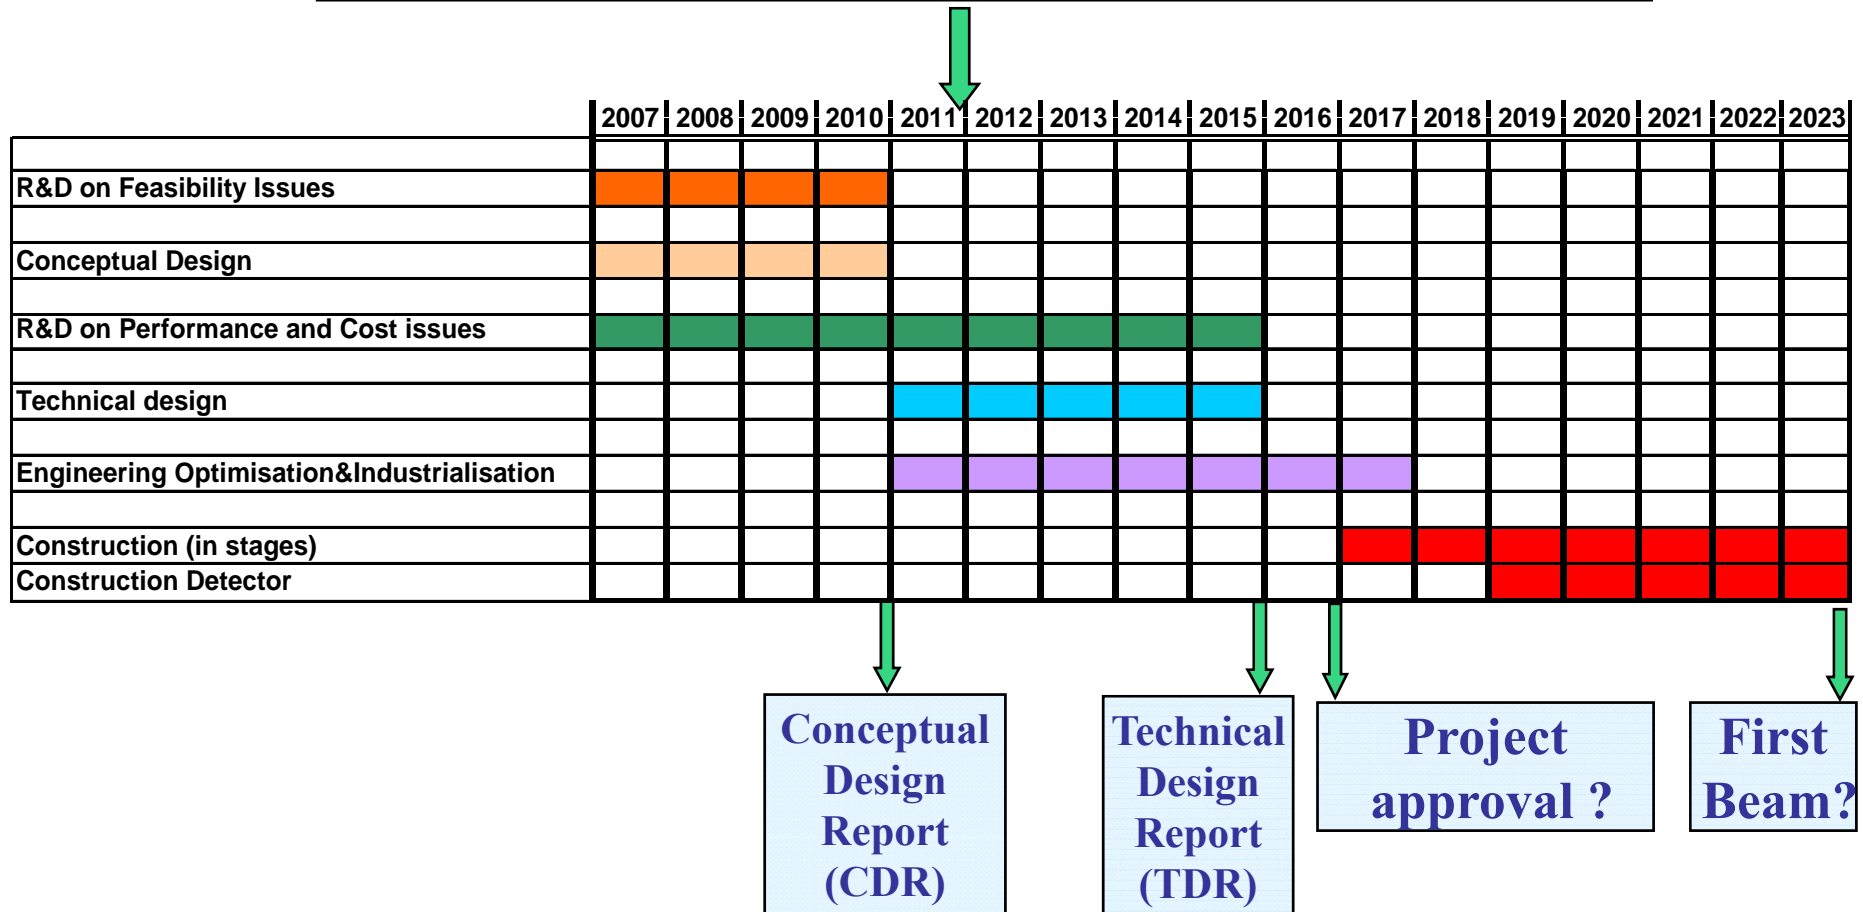 2007 2008 2009 2010 2011 2012 2013 2014 2015 2016 2017 2018 2019 2020 2021 2022 2023
R&D on Feasibility Issues
Conceptual Design
R&D on Performance and Cost issues
Technical design
Engineering Optimisation&Industrialisation
Construction (in stages)
Construction Detector
Conceptual
Design
Report
(CDR)
Technical
Design
Report
(TDR)
Project
approval ?
First
Beam?